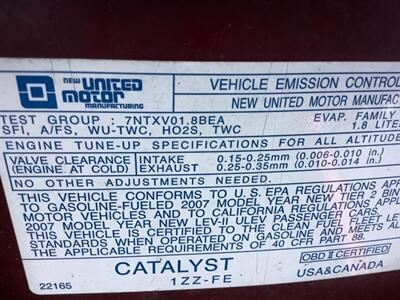 NEW UNITED MOTOR MANUFACTURING
VEHICLE EMISSION CONTROL
NEW UNITED MOTOR MANUFAC
TEST GROUP : 7NTXV01.8BEA
EVAP. FAMILY
SFI, A/FS, WU-TWC, HO2S, TWC
1.8 LITE
ENGINE TUNE-UP SPECIFICATIONS FOR ALL ALTITUDE
VALVE CLEARANCE INTAKE 0.15-0.25mm (0.006-0.010 in.)
(ENGINE AT COLD) EXHAUST 0.25-0.35mm (0.010-0.014 in.)
NO OTHER ADJUSTMENTS NEEDED.
THIS VEHICLE CONFORMS TO U.S.EPA REGULATIONS APP
TO GASOLINE-FUELED 2007 MODEL YEAR NEW TIER 2 BIN
MOTOR VEHICLES AND TO CALIFORNIA REGULATIONS APPL
2007 MODEL YEAR NEW LEV-II ULEV PASSENGER CARS.
THIS VEHICLE IS CERTIFIED TO THE CLEAN FUEL FLEET LEV
STANDARDS WHEN OPERATED ON GASOLINE AND MEETS ALL
THE APPLICABLE REQUIREMENTS OF 40 CFR PART 88.
CATALYST
OBD II CERTIFIED
22165
1ZZ-FE
USA&CANADA